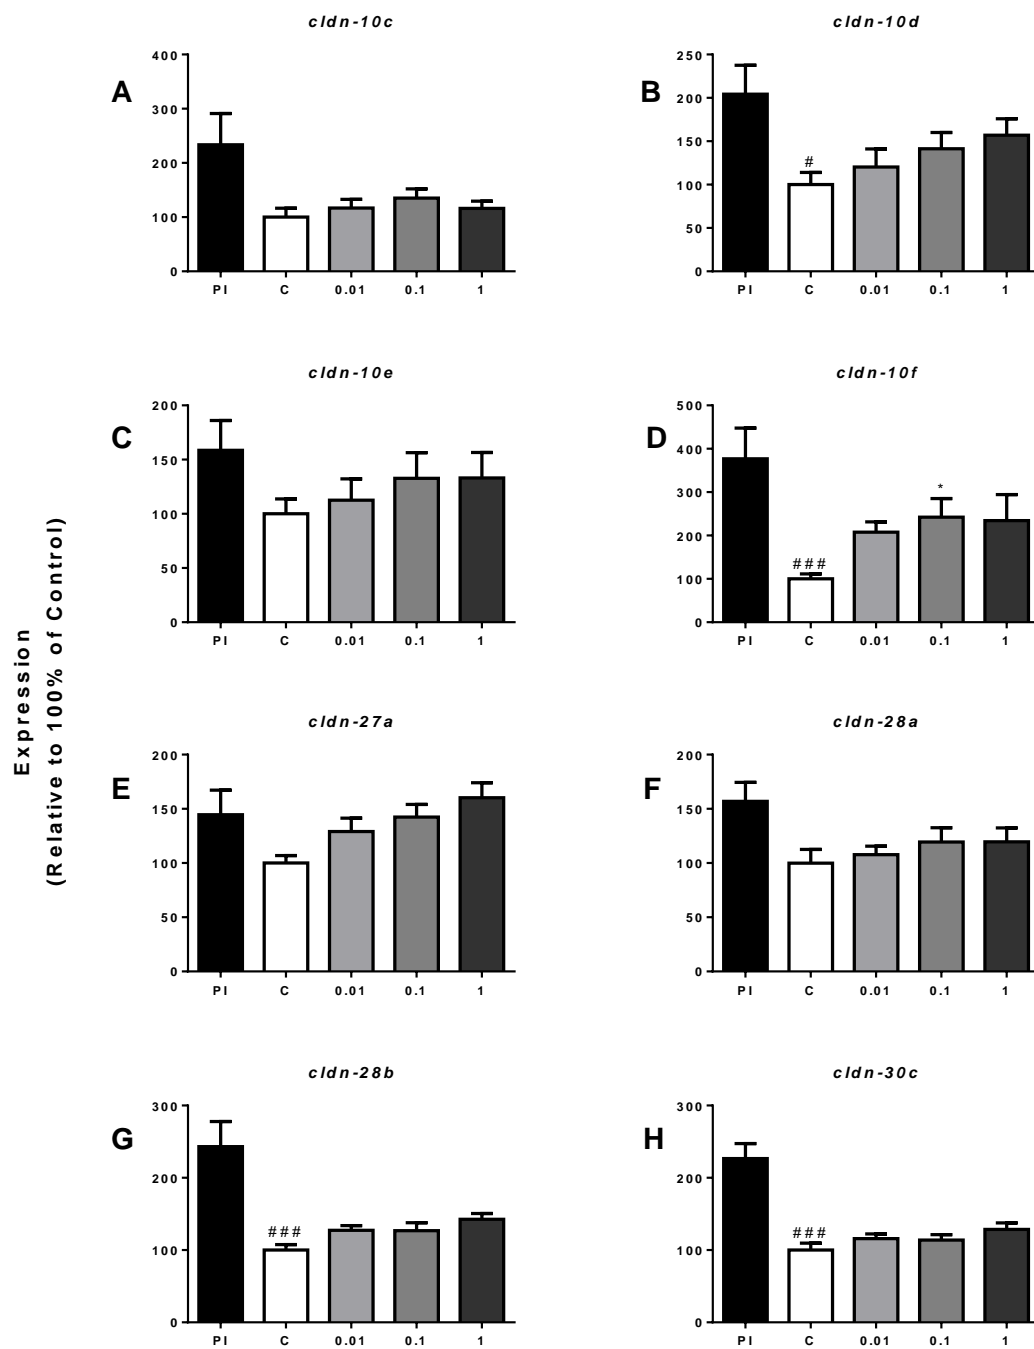 Expression
(Relative to 100% of Control)
cldn-10c
A
400
300
200
100
0
PI C 0.01 0.1 1
cldn-10d
B
250
200
150
100
50
0
#
PI C 0.01 0.1 1
cldn-10e
C
200
150
100
50
0
PI C 0.01 0.1 1
cldn-10f
D
500
400
300
200
100
0
###
*
PI C 0.01 0.1 1
cldn-27a
E
200
150
100
50
0
PI C 0.01 0.1 1
cldn-28a
F
200
150
100
50
0
PI C 0.01 0.1 1
cldn-28b
G
300
200
100
0
###
PI C 0.01 0.1 1
cldn-30c
H
300
200
100
0
###
PI C 0.01 0.1 1